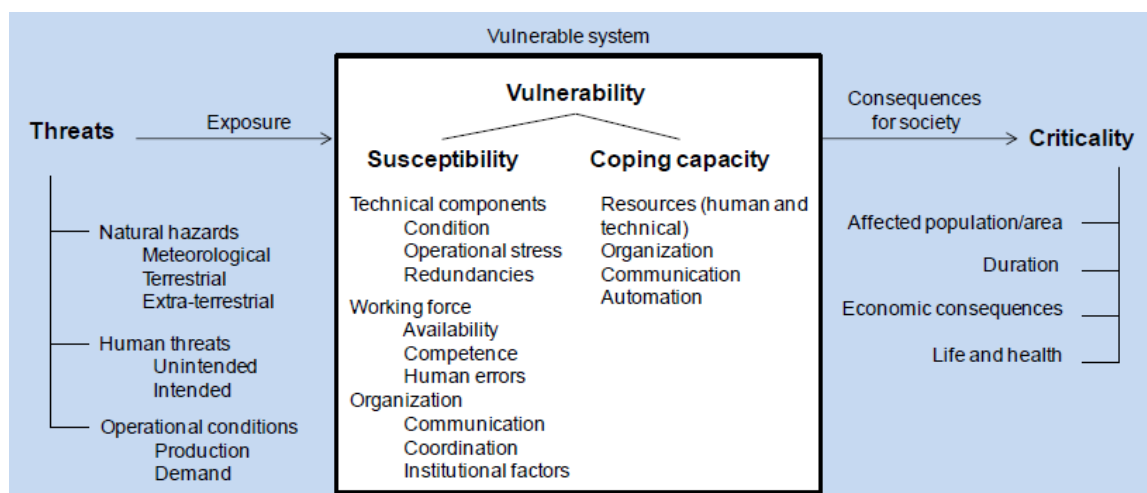 Vulnerable system
Threats
Exposure
Natural hazards
Meteorological
Terrestrial
Extra-terrestrial
Human threats
Unintended
Intended
Operational conditions
Production
Demand
Vulnerability
Susceptibility
Technical components
Condition
Operational stress
Redundancies
Working force
Availability
Competence
Human errors
Organization
Communication
Coordination
Institutional factors
Coping capacity
Resources (human and
technical)
Organization
Communication
Automation
Consequences
for society
Criticality
Affected population/area
Duration
Economic consequences
Life and health